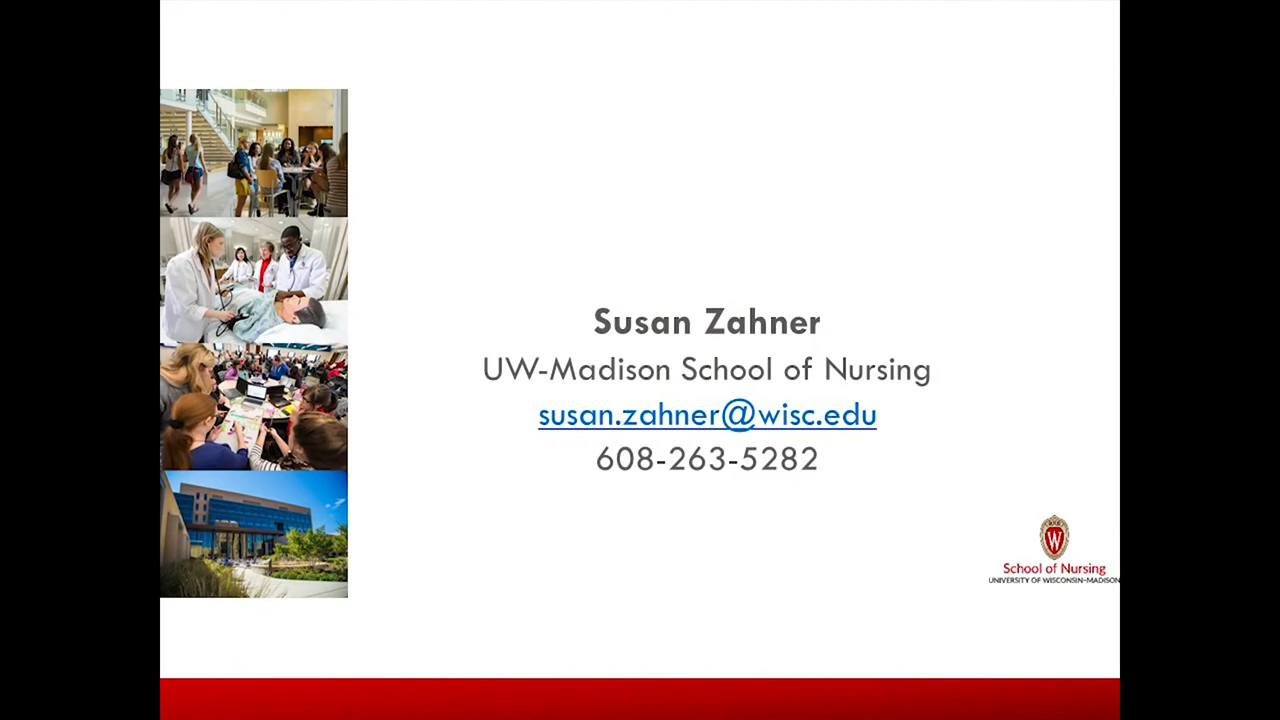 Susan Zahner
UW-Madison School of Nursing
susan.zahner@wisc.edu
608-263-5282
W
School of Nursing
UNIVERSITY OF WISCONSIN-MADISON